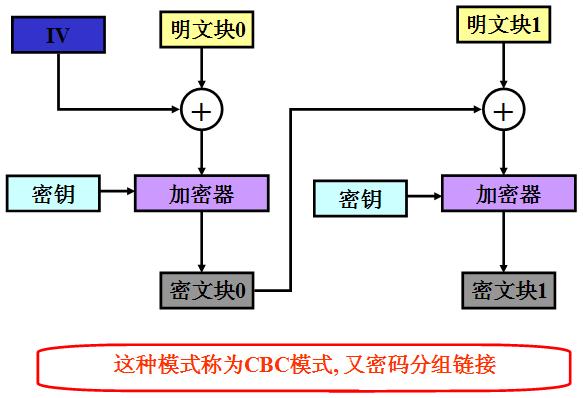 IV
明文块0
明文块1
+
+
密钥
加密器
密钥
加密器
密文块0
密文块1
这种模式称为CBC模式, 又密码分组链接